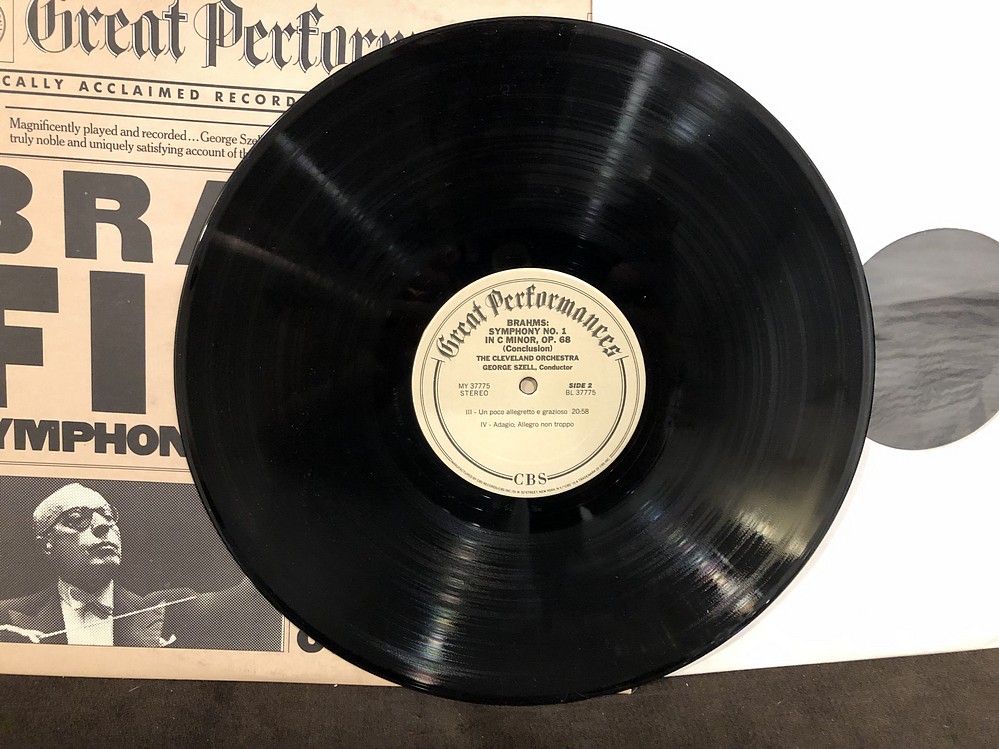 Great Perform
CALLY ACCLAIMED RECORD
Magnificently played and recorded...George Szel
truly noble and uniquely satisfying account of th
BRA
FI
YMPHON
Great Performances
BRAHMS:
SYMPHONY NO. 1
IN C MINOR, OP. 68
(Conclusion)
THE CLEVELAND ORCHESTRA
GEORGE SZELL, Conductor
MY 37775
STEREO
SIDE 2
BL 37775
III - Un poco allegretto e grazioso 20:58
IV - Adagio; Allegro non troppo
CBS